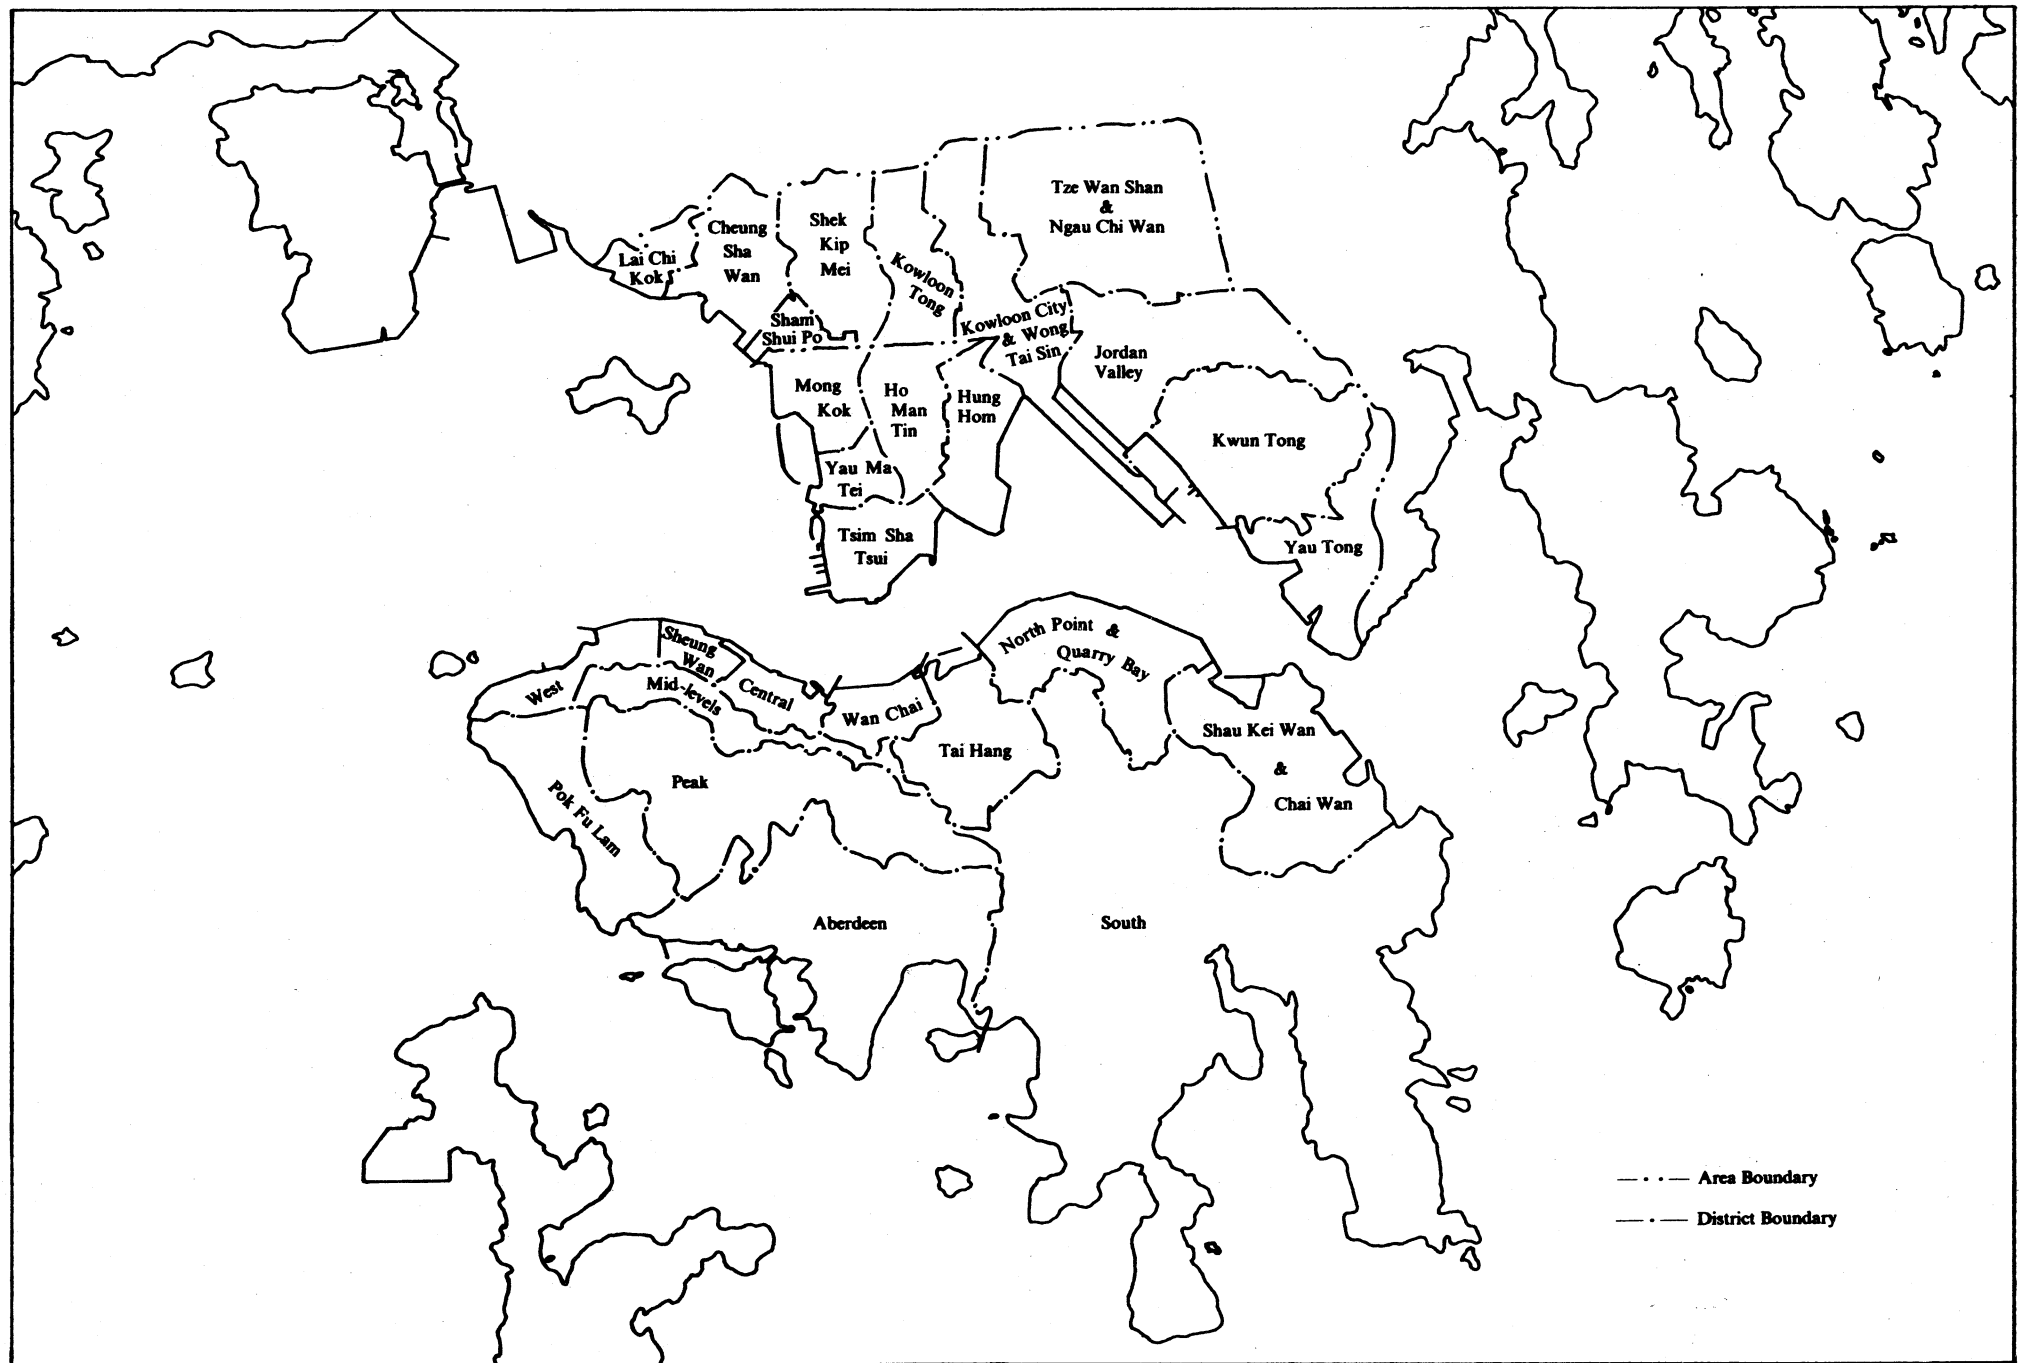 Tze Wan Shan
&
Ngau Chi Wan
Cheung
Sha
Wan
Shek
Kip
Mei
Lai Chi
Kok
Kowloon
Tong
Sham
Shui Po
Kowloon City
& Wong
Tai Sin
Jordan
Valley
Mong
Kok
Ho
Man
Tin
Hung
Hom
Kwun Tong
Yau Ma
Tei
Tsim Sha
Tsui
Yau Tong
Sheung
Wan
North Point &
Quarry Bay
West
Mid-levels
Central
Wan Chai
Tai Hang
Shau Kei Wan
&
Chai Wan
Peak
Pok Fu Lam
Aberdeen
South
Area Boundary
District Boundary